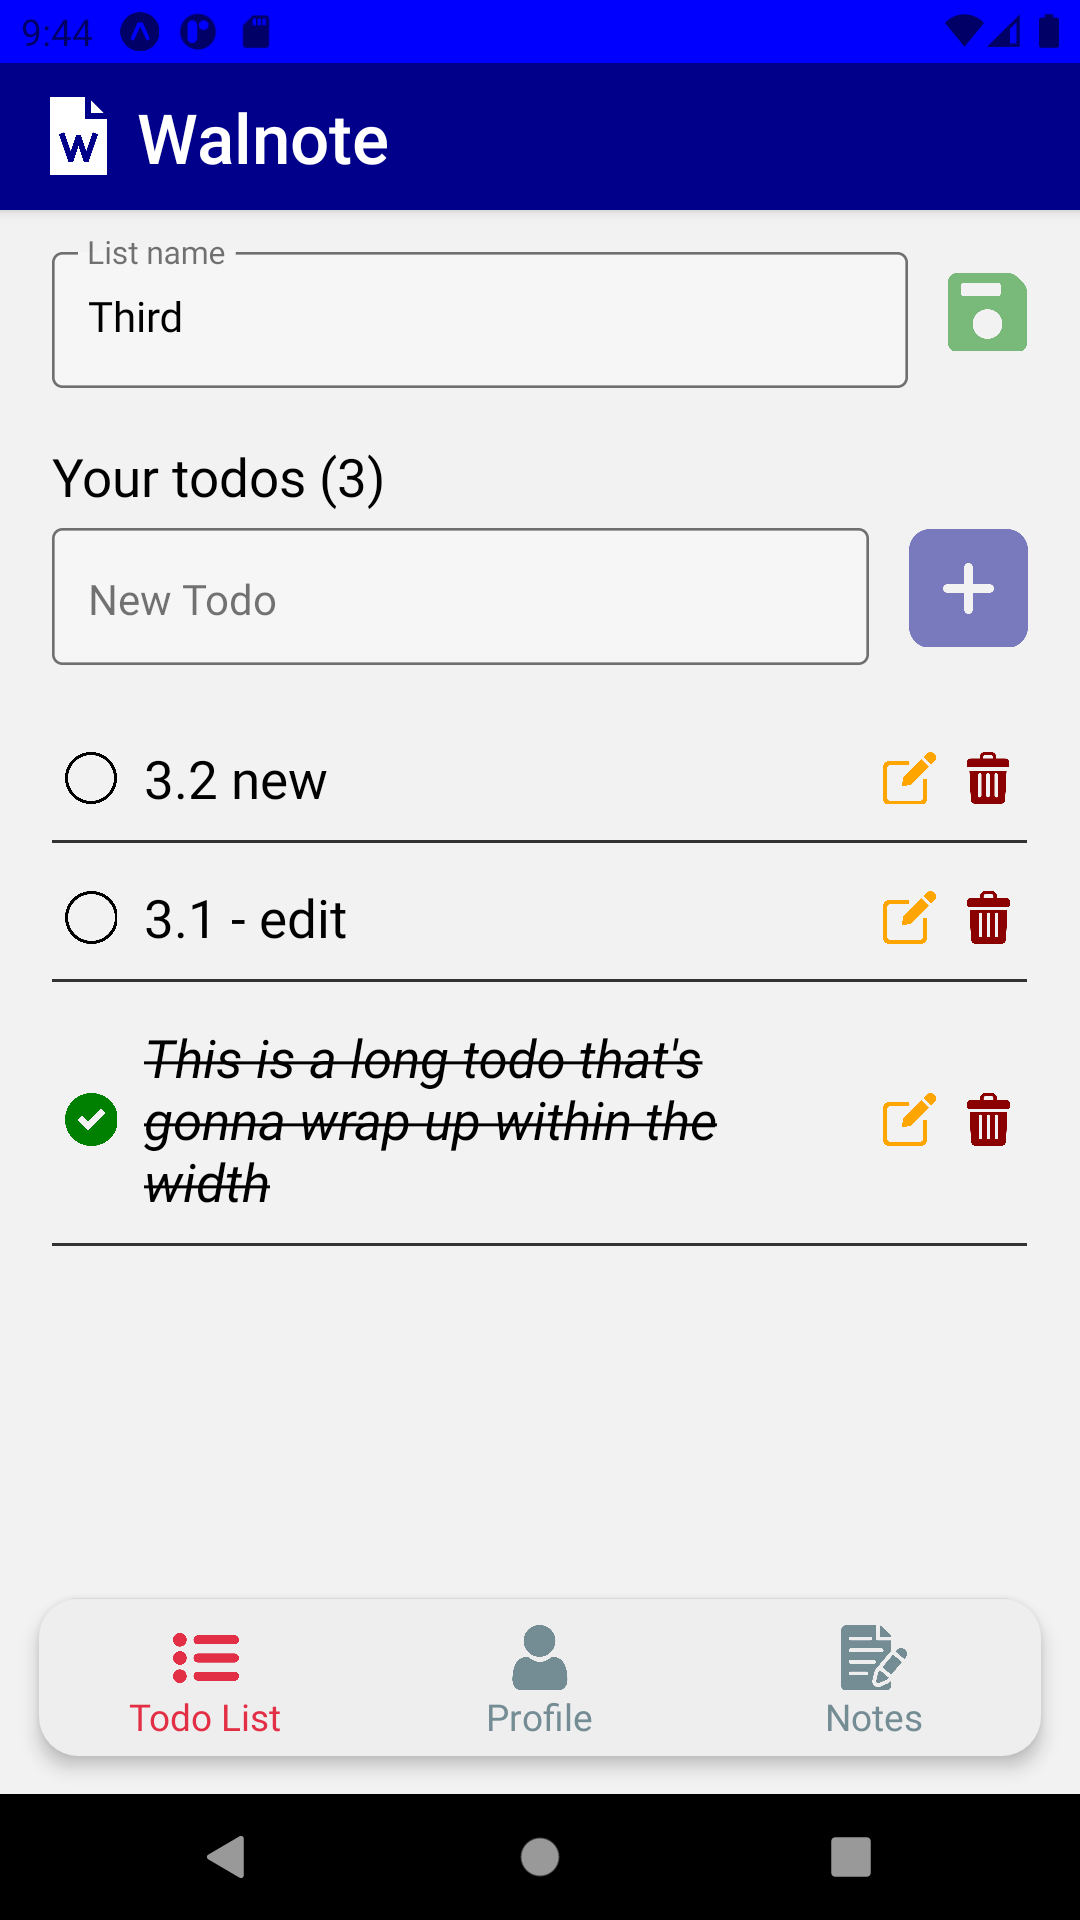 9:44
W Walnote
List name
Third
Your todos (3)
New Todo
3.2 new
3.1 - edit
This is a long todo that's
gonna wrap up within the
width
Todo List
Profile
Notes